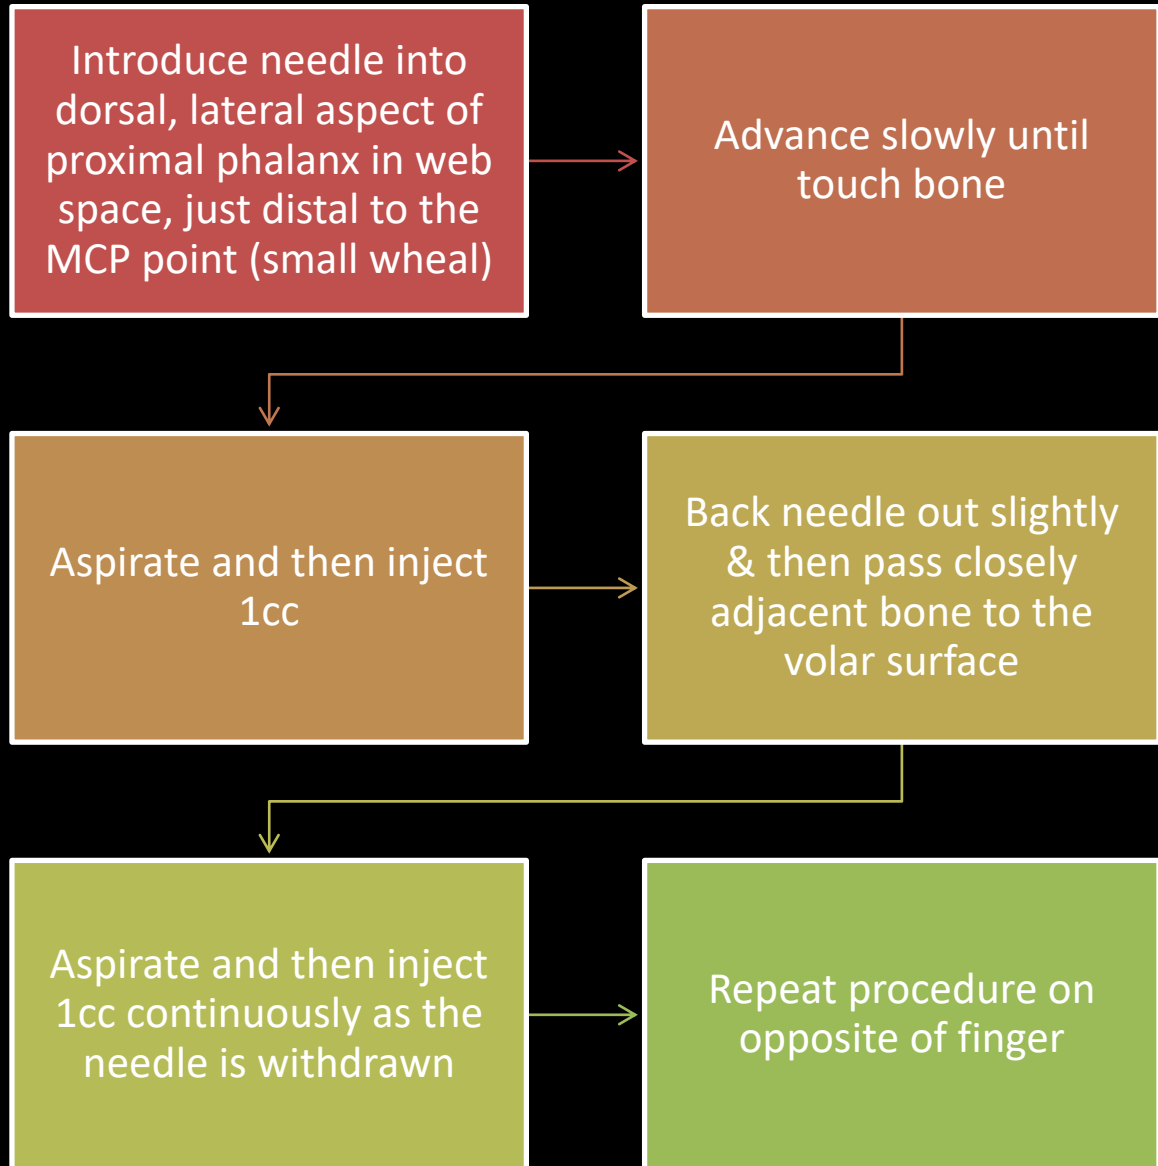 Introduce needle into
dorsal, lateral aspect of
proximal phalanx in web
space, just distal to the
MCP point (small wheal)
Advance slowly until
touch bone
Aspirate and then inject
1cc
Back needle out slightly
& then pass closely
adjacent bone to the
volar surface
Aspirate and then inject
1cc continuously as the
needle is withdrawn
Repeat procedure on
opposite of finger